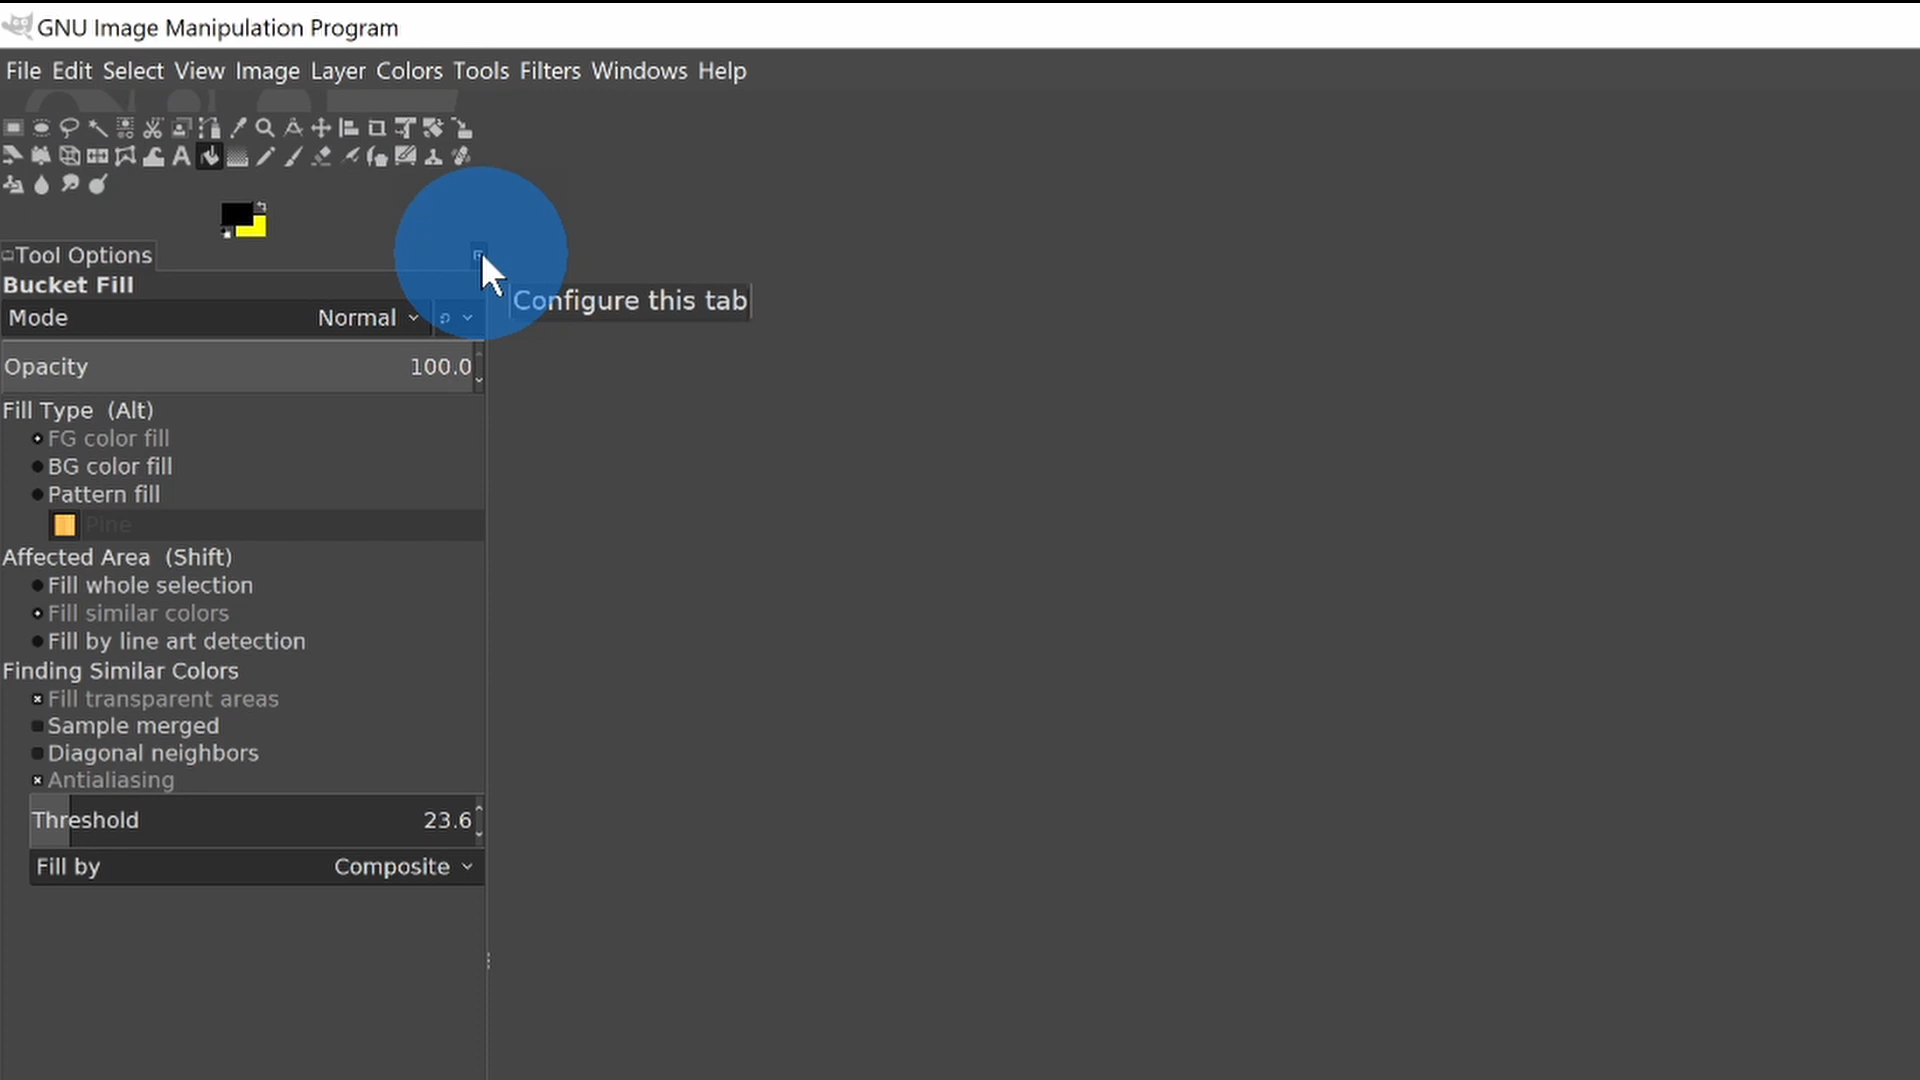 GNU Image Manipulation Program
File Edit Select View Image Layer Colors Tools Filters Windows Help
Tool Options
Configure this tab
Bucket Fill
Mode Normal
Opacity 100.0
Fill Type (Alt)
FG color fill
BG color fill
Pattern fill
Pine
Affected Area (Shift)
Fill whole selection
Fill similar colors
Fill by line art detection
Finding Similar Colors
Fill transparent areas
Sample merged
Diagonal neighbors
Antialiasing
Threshold 23.6
Fill by Composite